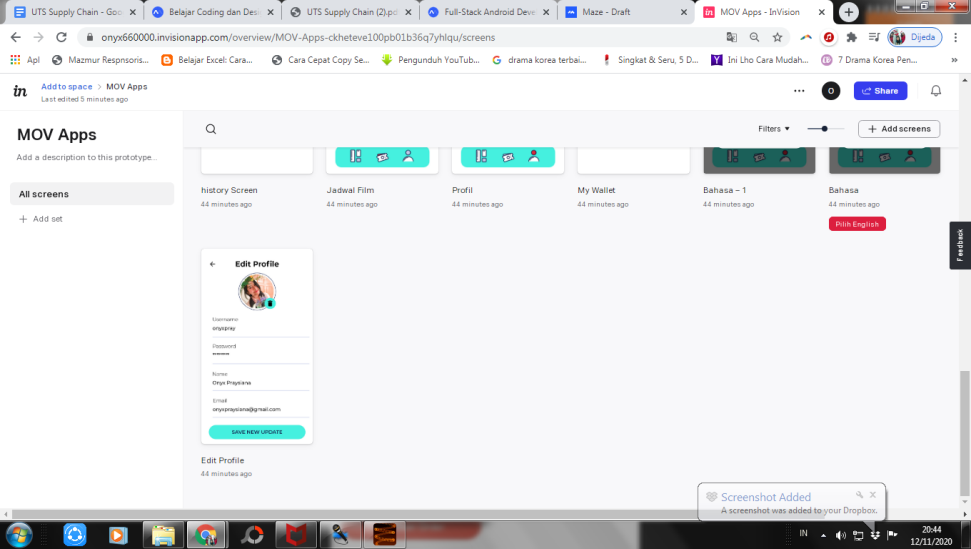 UTS Supply Chain - Goo
Belajar Coding dan Desi
UTS Supply Chain (2).pd
Full-Stack Android Deve
Maze - Draft
MOV Apps - InVision
onyx660000.invisionapp.com/overview/MOV-Apps-ckheteve100pb01b36q7yhlqu/screens
Dijeda
Apl
Mazmur Respnsoris...
Belajar Excel: Cara...
Cara Cepat Copy Se...
Pengunduh YouTub...
drama korea terbai...
Singkat & Seru, 5 D...
Ini Lho Cara Mudah...
7 Drama Korea Pen...
»
in
Add to space > MOV Apps
Last edited 5 minutes ago
O
Share
MOV Apps
Add a description to this prototype...
All screens
Add set
Filters
Add screens
history Screen
44 minutes ago
Jadwal Film
44 minutes ago
Profil
44 minutes ago
My Wallet
44 minutes ago
Bahasa – 1
44 minutes ago
Bahasa
44 minutes ago
Pilih English
Feedback
Edit Profile
Username
onyxpray
Password
Name
Onyx Praysiana
Email
onyxpraysiana@gmail.com
SAVE NEW UPDATE
Edit Profile
44 minutes ago
Screenshot Added
A screenshot was added to your Dropbox.
IN
20:44
12/11/2020